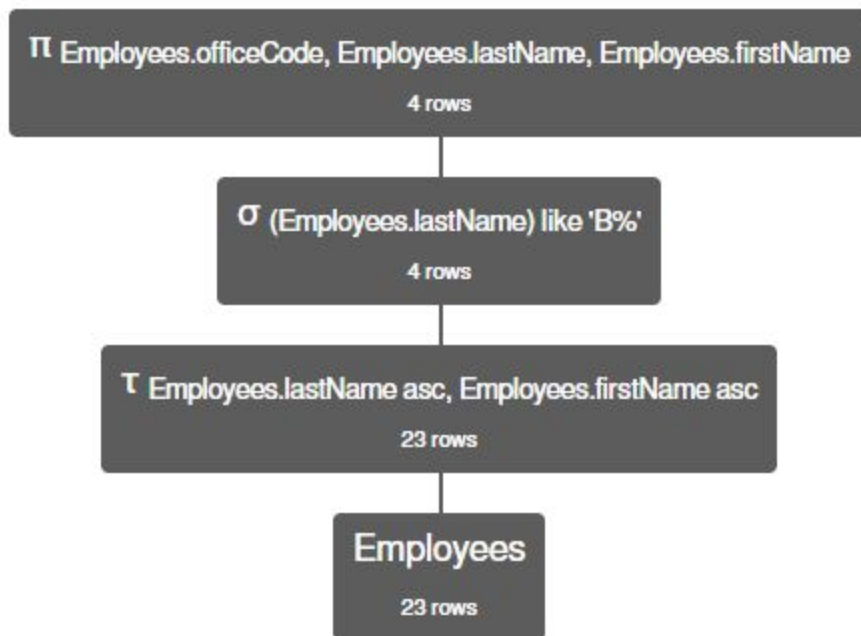 π Employees.officeCode, Employees.lastName, Employees.firstName
4 rows
σ (Employees.lastName) like 'B%'
4 rows
τ Employees.lastName asc, Employees.firstName asc
23 rows
Employees
23 rows